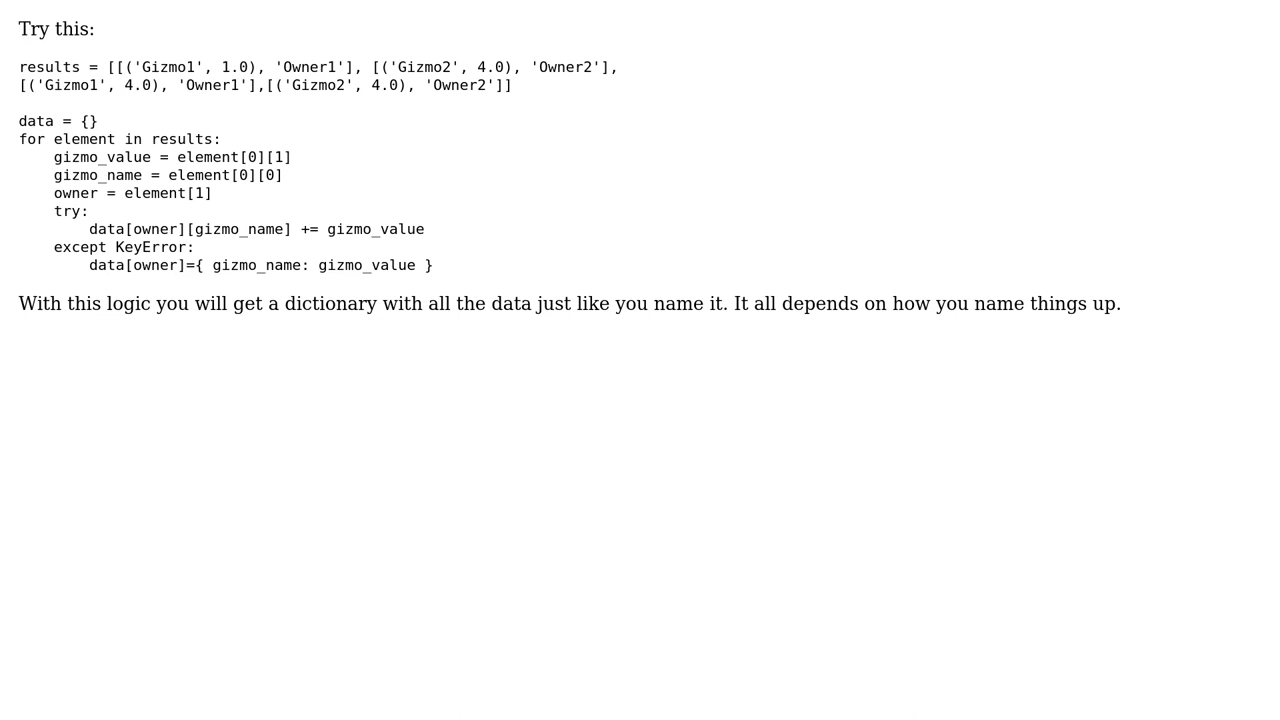 Try this:
results = [[('Gizmo1', 1.0), 'Owner1'], [('Gizmo2', 4.0), 'Owner2'],
[('Gizmo1', 4.0), 'Owner1'],[('Gizmo2', 4.0), 'Owner2']]

data = {}
for element in results:
    gizmo_value = element[0][1]
    gizmo_name = element[0][0]
    owner = element[1]
    try:
        data[owner][gizmo_name] += gizmo_value
    except KeyError:
        data[owner]={ gizmo_name: gizmo_value }
With this logic you will get a dictionary with all the data just like you name it. It all depends on how you name things up.